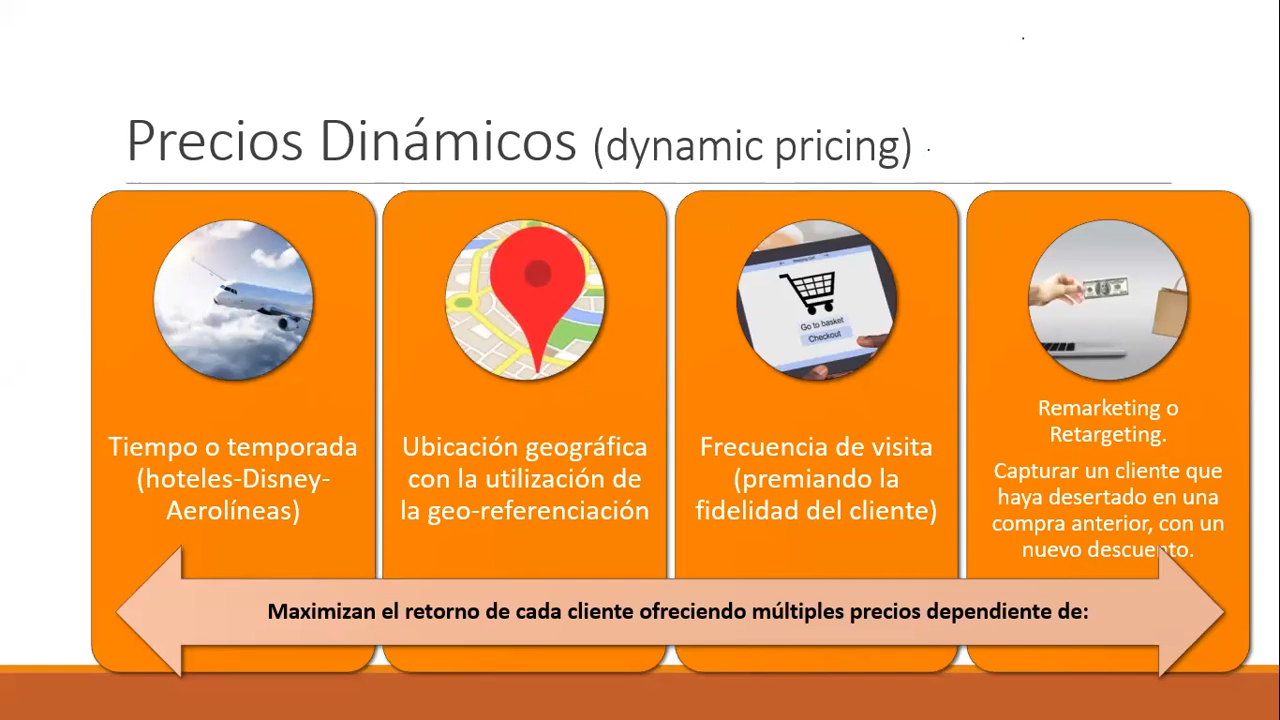 Precios Dinámicos (dynamic pricing)
Tiempo o temporada
(hoteles-Disney-
Aerolíneas)
Ubicación geográfica
con la utilización de
la geo-referenciación
Go to basket
Checkout
Frecuencia de visita
(premiando la
fidelidad del cliente)
Remarketing o
Retargeting.
Capturar un cliente que
haya desertado en una
compra anterior, con un
nuevo descuento.
Maximizan el retorno de cada cliente ofreciendo múltiples precios dependiente de: